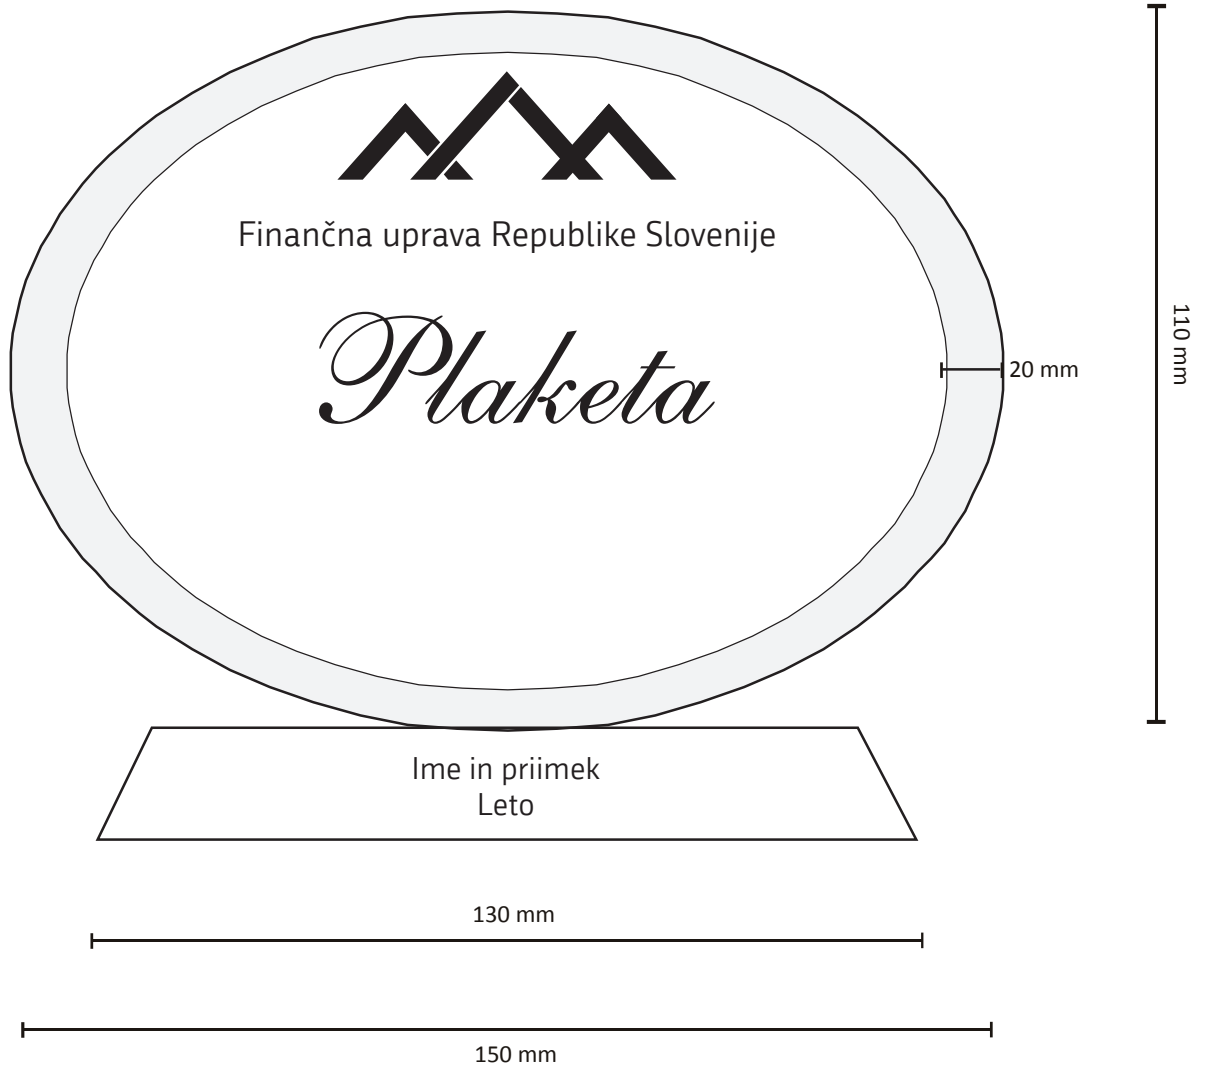 Finančna uprava Republike Slovenije
Plaketa
20 mm
110 mm
Ime in priimek
Leto
130 mm
150 mm